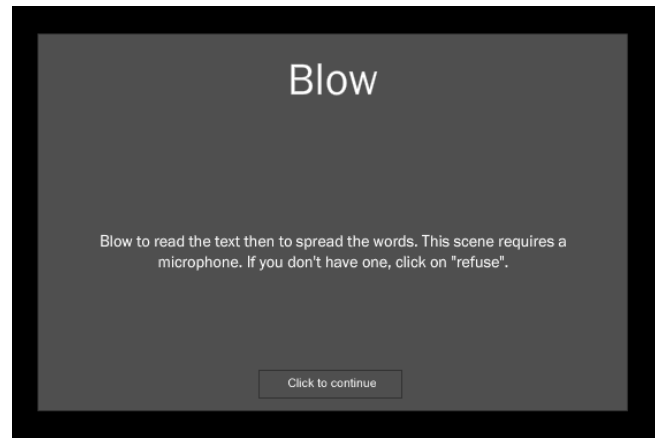 Blow
Blow to read the text then to spread the words. This scene requires a
microphone. If you don't have one, click on "refuse".
Click to continue